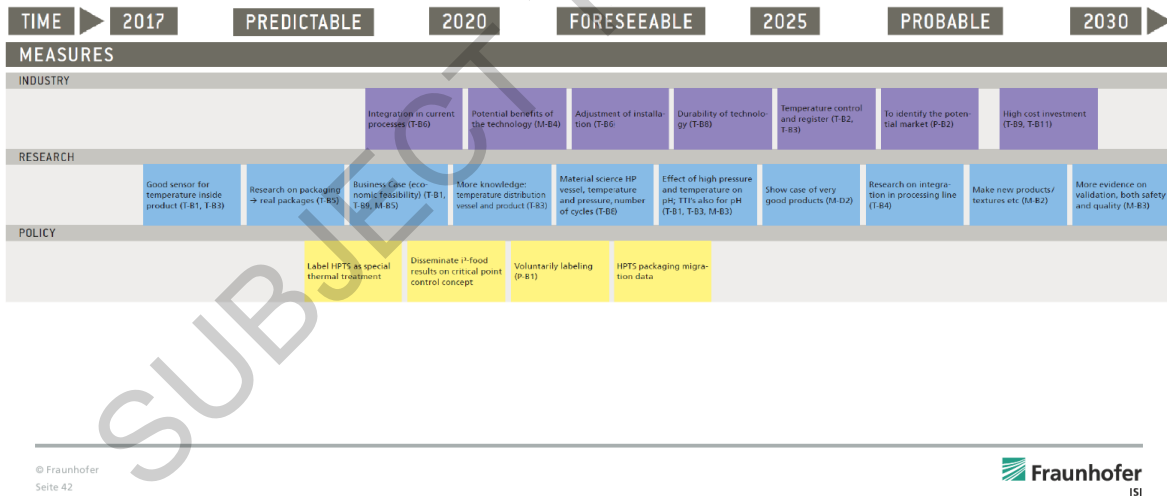 TIME 2017 PREDICTABLE 2020 FORESEEABLE 2025 PROBABLE 2030
MEASURES
INDUSTRY
Integration in current
processes (T-B6)
Potential benefits of
the technology (M-B4)
Adjustment of installa-
tion (T-B6
Durability of technolo-
gy (T-B8)
Temperature control
and register (T-B2,
T-B3)
To identify the poten-
tial market (P-B2)
High cost investment
(T-B9, T-B11)
RESEARCH
Good sensor for
temperature inside
product (T-B1, T-B3)
Research on packaging
→ real packages (T-B5)
Business Case (eco-
nomic feasibility) (T-B1,
T-B9, M-B5)
More knowledge:
temperature distribution
vessel and product (T-B3)
Material science HP
vessel, temperature
and pressure, number
of cycles (T-B8)
Effect of high pressure
and temperature on
pH; TTI's also for pH
(T-B1, T-B3, M-B3)
Show case of very
good products (M-D2)
Research on integra-
tion in processing line
(T-B4)
Make new products/
textures etc (M-B2)
More evidence on
validation, both safety
and quality (M-B3)
POLICY
Label HPTS as special
thermal treatment
Disseminate i³-food
results on critical point
control concept
Voluntarily labeling
(P-B1)
HPTS packaging migra-
tion data
SUBJECT
© Fraunhofer
Seite 42
Fraunhofer
ISI